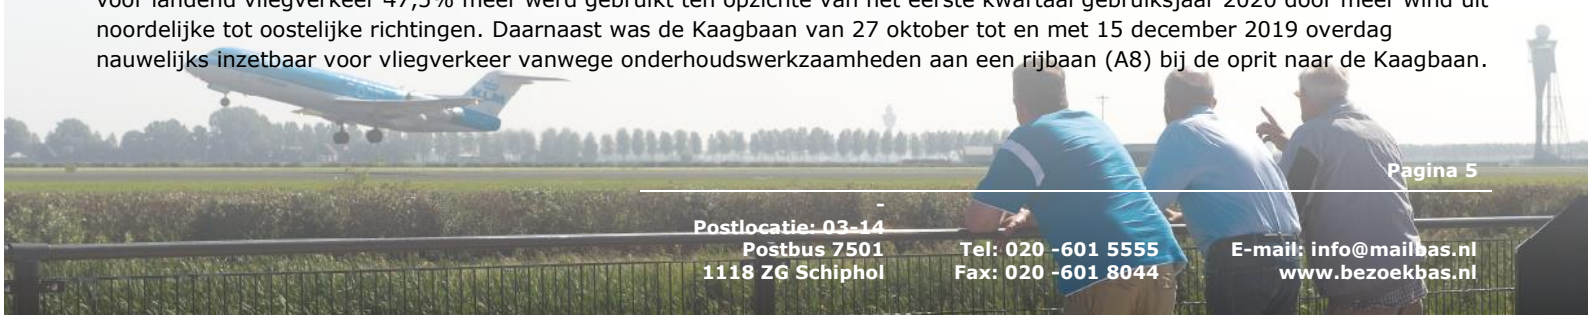 voor landend vliegverkeer 47,5% meer werd gebruikt ten opzichte van het eerste kwartaal gebruiksjaar 2020 door meer wind uit
noordelijke tot oostelijke richtingen. Daarnaast was de Kaagbaan van 27 oktober tot en met 15 december 2019 overdag
nauwelijks inzetbaar voor vliegverkeer vanwege onderhoudswerkzaamheden aan een rijbaan (A8) bij de oprit naar de Kaagbaan.
KLM
Pagina 5
-
Postlocatie: 03-14
Postbus 7501 Tel: 020 -601 5555 E-mail: info@mailbas.nl
1118 ZG Schiphol Fax: 020 -601 8044 www.bezoekbas.nl